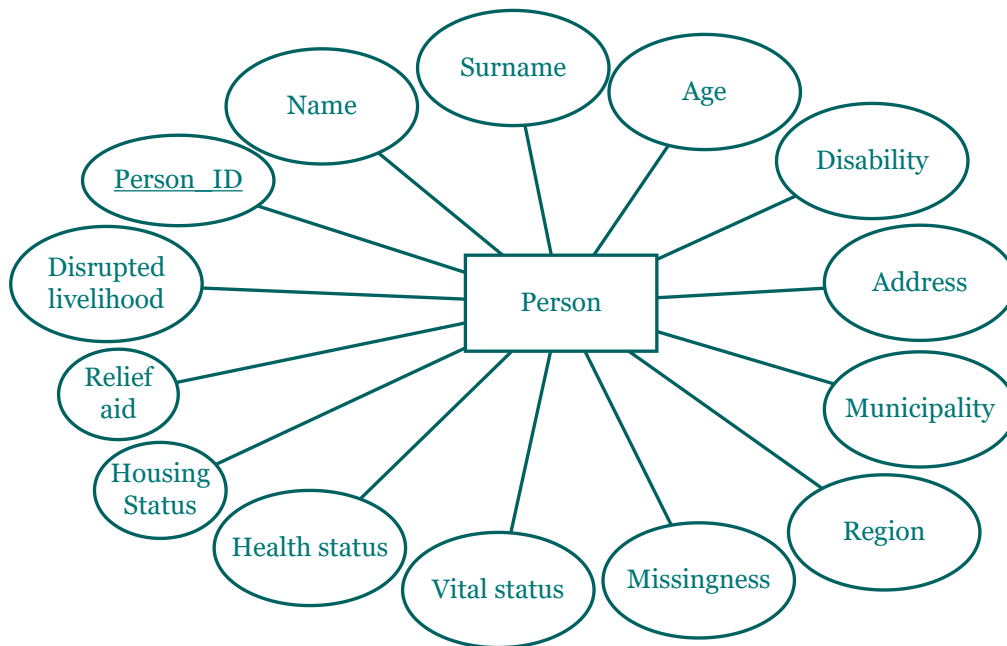 Surname
Age
Name
Disability
Person_ID
Disrupted
livelihood
Address
Person
Relief
aid
Municipality
Housing
Status
Region
Health status
Missingness
Vital status